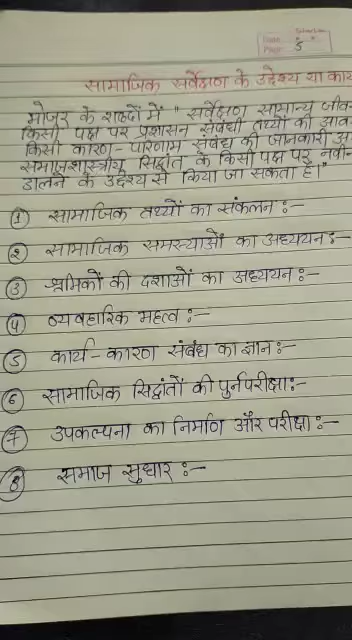 5
सामाजिक सर्वेक्षण के उद्देश्य या कार्य
मोजर के शब्दों में " सर्वेक्षण सामान्य जीवन
किसी पक्ष पर प्रशासन संबंधी तथ्यों की आव
किसी कारण - परिणाम संबंध की जानकारी अ
समाजशास्त्रीय सिद्वांत के किसी पक्ष पर नवीन
डालने के उद्देश्य से किया जा सकता है।"
① सामाजिक तथ्यों का संकलन :-
② सामाजिक समस्याओं का अध्ययन :-
③ श्रमिकों की दशाओं का अध्ययन :-
④ व्यवहारिक महत्व :-
⑤ कार्य - कारण संबंध का ज्ञान :-
⑥ सामाजिक सिद्वांतों की पुर्नपरीक्षा :-
⑦ उपकल्पना का निर्माण और परीक्षा :-
⑧ समाज सुधार :-